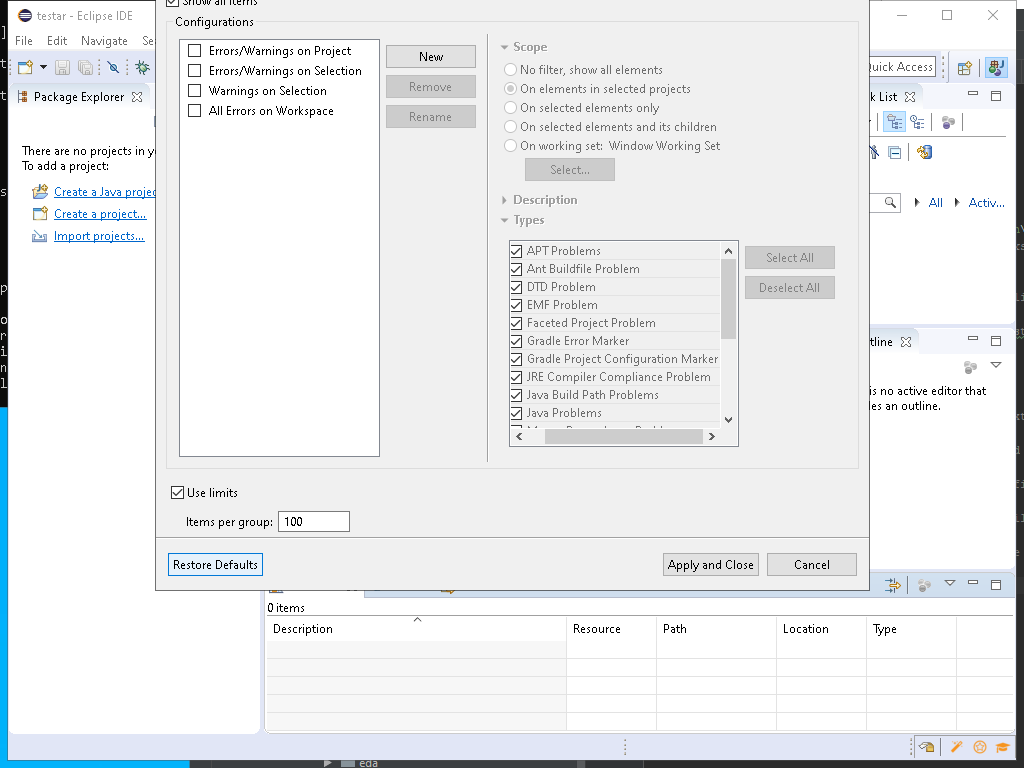 testar - Eclipse IDE
Show all items
File Edit Navigate Se
Configurations
Errors/Warnings on Project
Errors/Warnings on Selection
Warnings on Selection
All Errors on Workspace
New
Remove
Rename
Scope
No filter, show all elements
On elements in selected projects
On selected elements only
On selected elements and its children
On working set: Window Working Set
Select...
Description
Types
APT Problems
Ant Buildfile Problem
DTD Problem
EMF Problem
Faceted Project Problem
Gradle Error Marker
Gradle Project Configuration Marker
JRE Compiler Compliance Problem
Java Build Path Problems
Java Problems
Select All
Deselect All
Use limits
Items per group: 100
Restore Defaults
Apply and Close
Cancel
Package Explorer
There are no projects in y
To add a project:
Create a Java projec
Create a project...
Import projects...
Quick Access
k List
All Activ...
tline
is no active editor that
des an outline.
0 items
Description Resource Path Location Type
eda